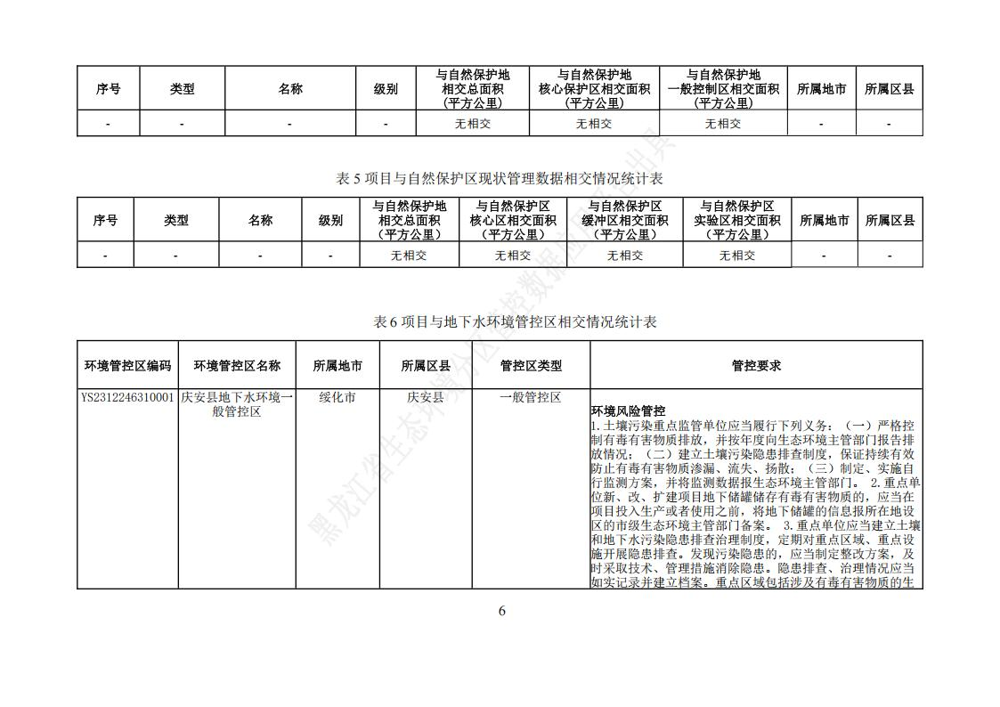 序号 类型 名称 级别 与自然保护地相交总面积(平方公里) 与自然保护地核心保护区相交面积(平方公里) 与自然保护地一般控制区相交面积(平方公里) 所属地市 所属区县
- - - - 无相交 无相交 无相交 - -
表 5 项目与自然保护区现状管理数据相交情况统计表
序号 类型 名称 级别 与自然保护地相交总面积（平方公里） 与自然保护区核心区相交面积（平方公里） 与自然保护区缓冲区相交面积（平方公里） 与自然保护区实验区相交面积（平方公里） 所属地市 所属区县
- - - - 无相交 无相交 无相交 无相交 - -
表 6 项目与地下水环境管控区相交情况统计表
环境管控区编码 环境管控区名称 所属地市 所属区县 管控区类型 管控要求
YS2312246310001 庆安县地下水环境一般管控区 绥化市 庆安县 一般管控区
环境风险管控
1.土壤污染重点监管单位应当履行下列义务：（一）严格控
制有毒有害物质排放，并按年度向生态环境主管部门报告排
放情况；（二）建立土壤污染隐患排查制度，保证持续有效
防止有毒有害物质渗漏、流失、扬散；（三）制定、实施自
行监测方案，并将监测数据报生态环境主管部门。 2.重点单
位新、改、扩建项目地下储罐储存有毒有害物质的，应当在
项目投入生产或者使用之前，将地下储罐的信息报所在地设
区的市级生态环境主管部门备案。 3.重点单位应当建立土壤
和地下水污染隐患排查治理制度，定期对重点区域、重点设
施开展隐患排查。发现污染隐患的，应当制定整改方案，及
时采取技术、管理措施消除隐患。隐患排查、治理情况应当
如实记录并建立档案。重点区域包括涉及有毒有害物质的生
6
黑龙江省生态环境分区管控数据应用平台出具